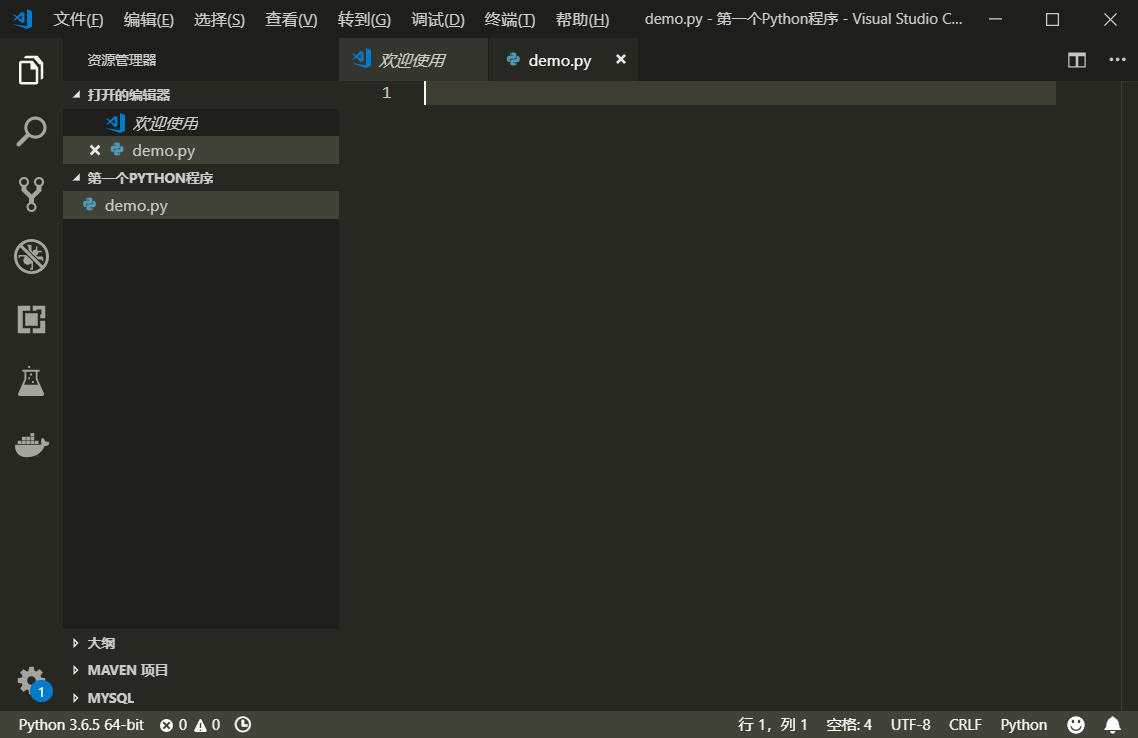 文件(F) 编辑(E) 选择(S) 查看(V) 转到(G) 调试(D) 终端(T) 帮助(H) demo.py - 第一个Python程序 - Visual Studio C...
资源管理器
欢迎使用 demo.py
打开的编辑器
欢迎使用
demo.py
第一个PYTHON程序
demo.py
1
大纲
MAVEN 项目
MYSQL
1
Python 3.6.5 64-bit 0 0 行 1，列 1 空格: 4 UTF-8 CRLF Python